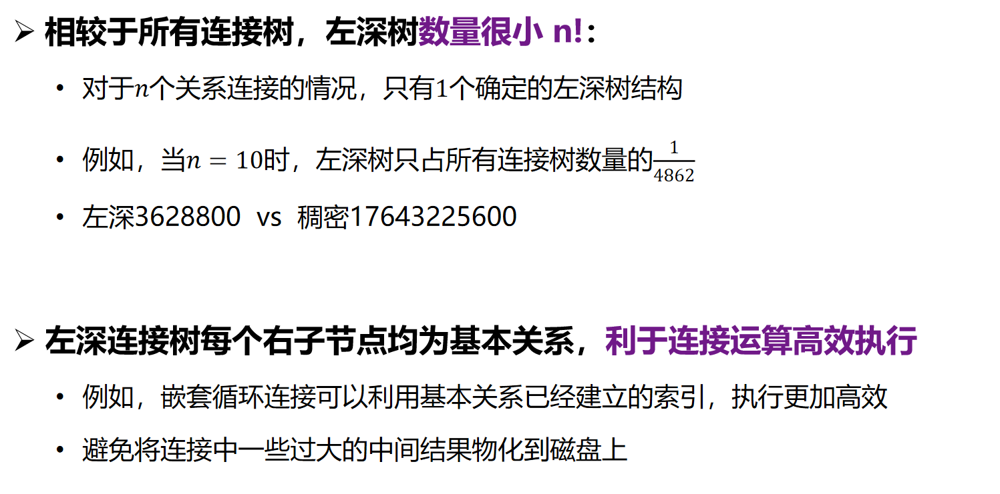 ➢ 相较于所有连接树，左深树数量很小 n!：
• 对于n个关系连接的情况，只有1个确定的左深树结构
• 例如，当n = 10时，左深树只占所有连接树数量的1/4862
• 左深3628800 vs 稠密17643225600
➢ 左深连接树每个右子节点均为基本关系，利于连接运算高效执行
• 例如，嵌套循环连接可以利用基本关系已经建立的索引，执行更加高效
• 避免将连接中一些过大的中间结果物化到磁盘上